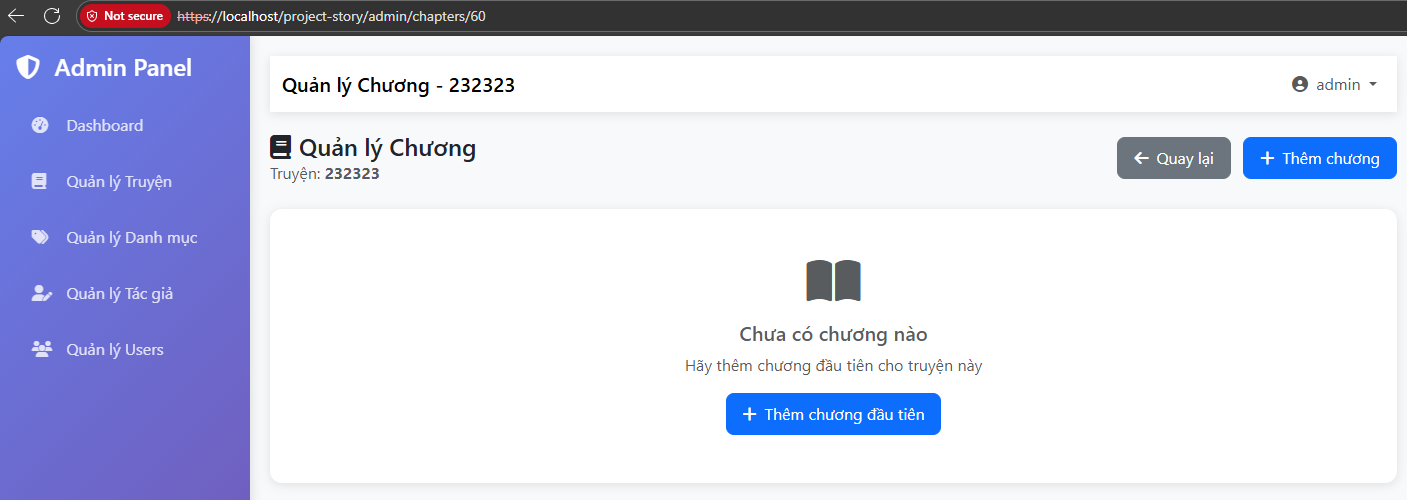 Not secure https://localhost/project-story/admin/chapters/60
Admin Panel
Dashboard
Quản lý Truyện
Quản lý Danh mục
Quản lý Tác giả
Quản lý Users
Quản lý Chương - 232323
admin
Quản lý Chương
Truyện: 232323
Quay lại
Thêm chương
Chưa có chương nào
Hãy thêm chương đầu tiên cho truyện này
Thêm chương đầu tiên